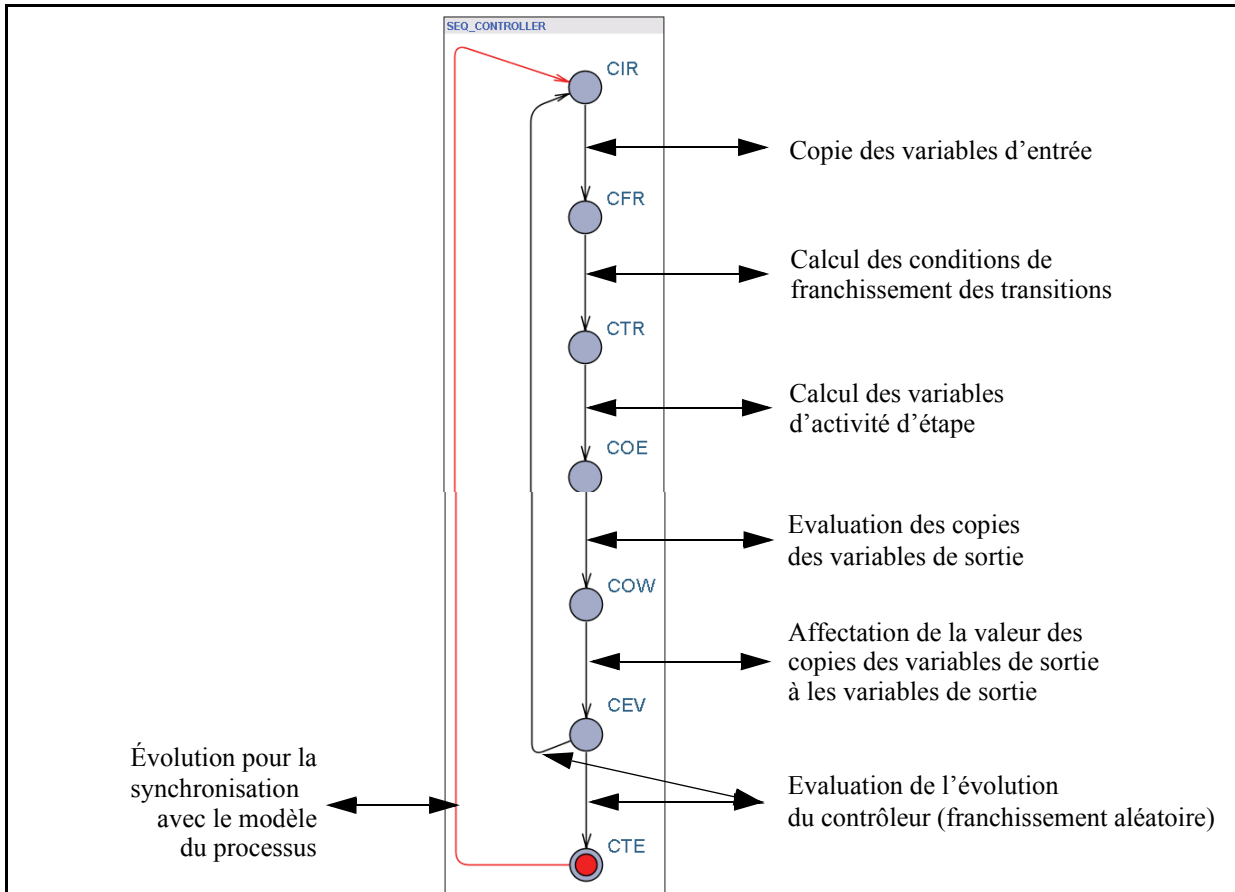 SEQ_CONTROLLER
CIR
Copie des variables d’entrée
CFR
Calcul des conditions de
franchissement des transitions
CTR
Calcul des variables
d’activité d’étape
COE
Evaluation des copies
des variables de sortie
COW
Affectation de la valeur des
copies des variables de sortie
à les variables de sortie
CEV
Évolution pour la
synchronisation
avec le modèle
du processus
Evaluation de l’évolution
du contrôleur (franchissement aléatoire)
CTE